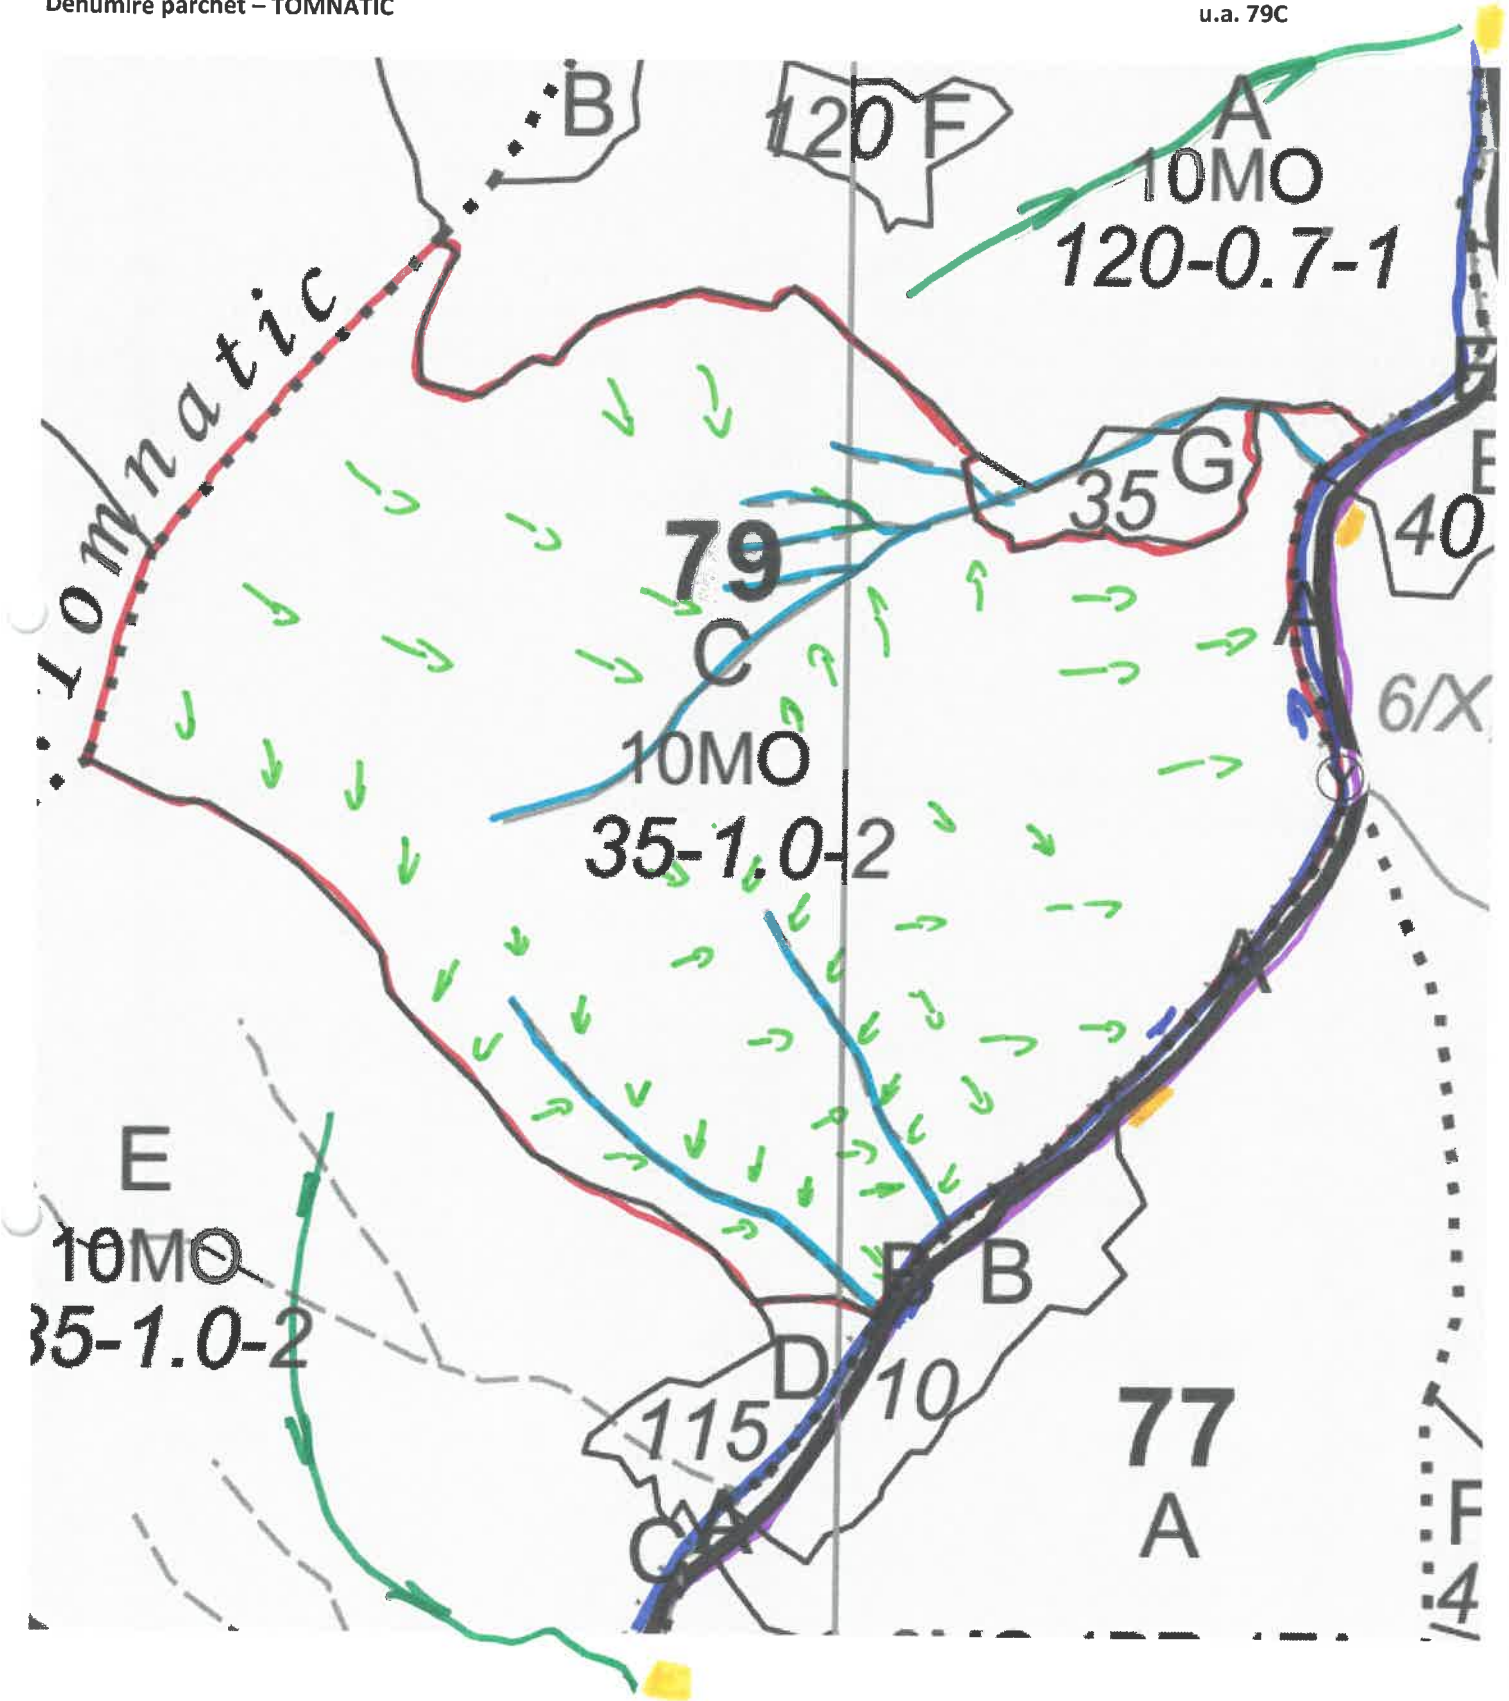 Denumire parchet – TOMNATIC
u.a. 79C
B
120 F
A
10MO
120-0.7-1
Tomnatic
G
35
40
79
A
C
6/X
10MO
35-1.0-2
A
E
10MO
35-1.0-2
B
D
10
115
77
A
C A
F
4